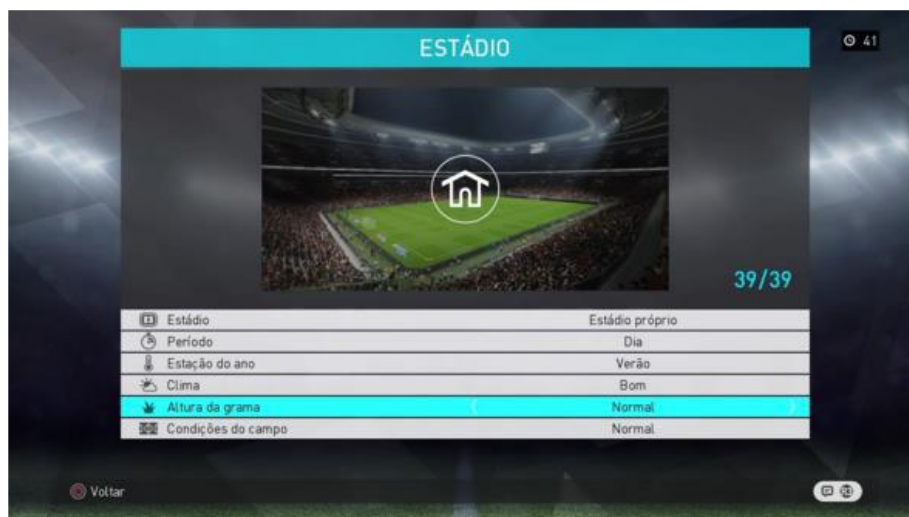 ESTÁDIO
41
39/39
Estádio Estádio próprio
Período Dia
Estação do ano Verão
Clima Bom
Altura da grama Normal
Condições do campo Normal
Voltar
R3